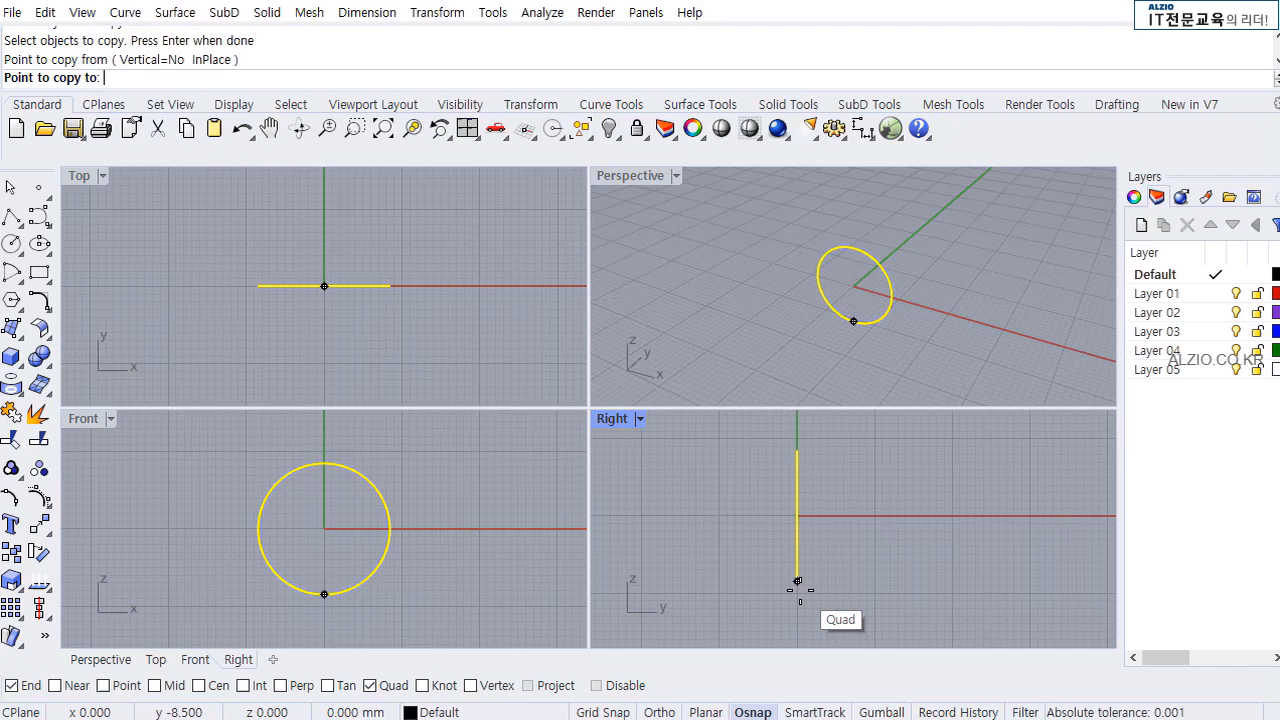 File Edit View Curve Surface SubD Solid Mesh Dimension Transform Tools Analyze Render Panels Help
ALZIO
IT전문교육의 리더!
Select objects to copy. Press Enter when done
Point to copy from ( Vertical=No InPlace )
Point to copy to:
Standard CPlanes Set View Display Select Viewport Layout Visibility Transform Curve Tools Surface Tools Solid Tools SubD Tools Mesh Tools Render Tools Drafting New in V7
Top
Perspective
Layers
Layer
Default
Layer 01
Layer 02
Layer 03
Layer 04
ALZIO.CO.KR
Layer 05
y
x
z
y
x
Front
Right
z
x
z
y
Quad
Perspective Top Front Right
End Near Point Mid Cen Int Perp Tan Quad Knot Vertex Project Disable
CPlane x 0.000 y -8.500 z 0.000 0.000 mm Default Grid Snap Ortho Planar Osnap SmartTrack Gumball Record History Filter Absolute tolerance: 0.001